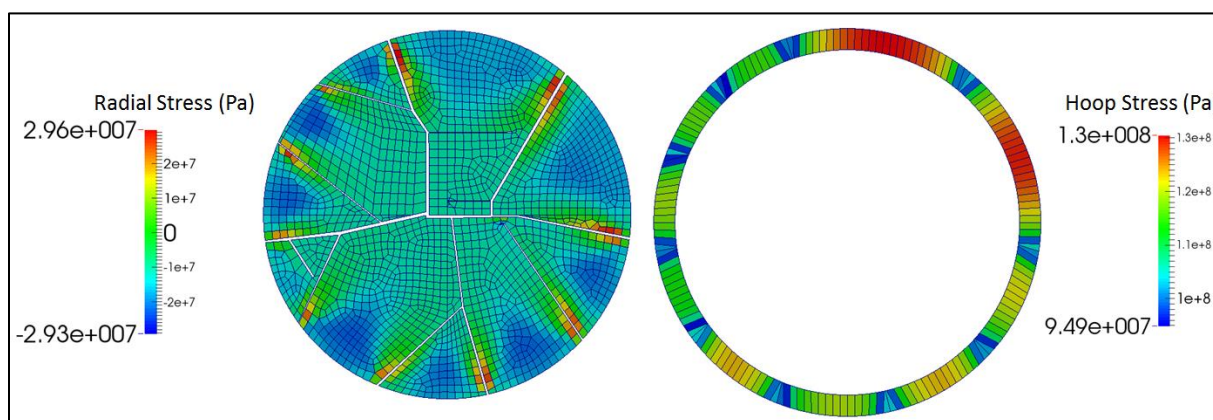 Radial Stress (Pa)
2.96e+007
2e+7
1e+7
0
0
-1e+7
-2e+7
-2.93e+007
Hoop Stress (Pa
1.3e+008
1.3e+8
1.2e+8
1.1e+8
1e+8
9.49e+007